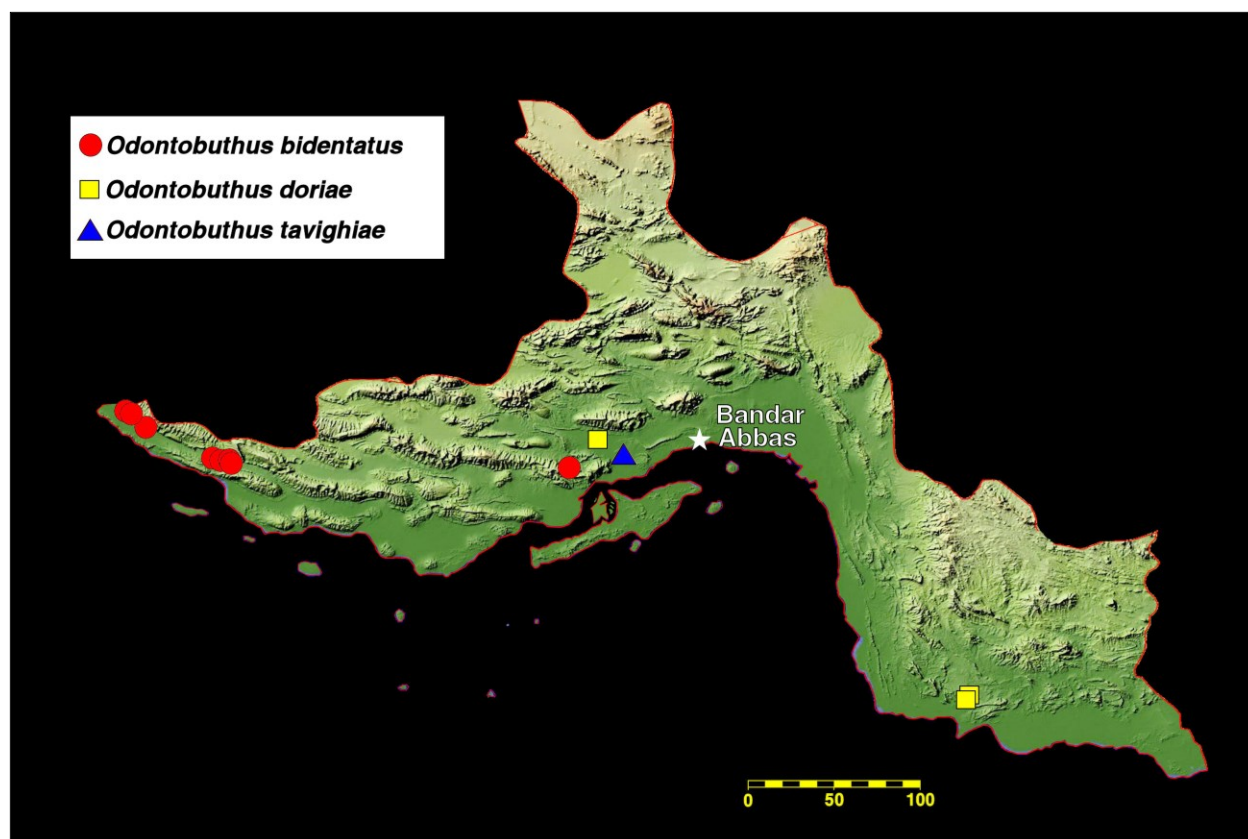 Odontobuthus bidentatus
Odontobuthus doriae
Odontobuthus tavighiae
Bandar
Abbas
0 50 100